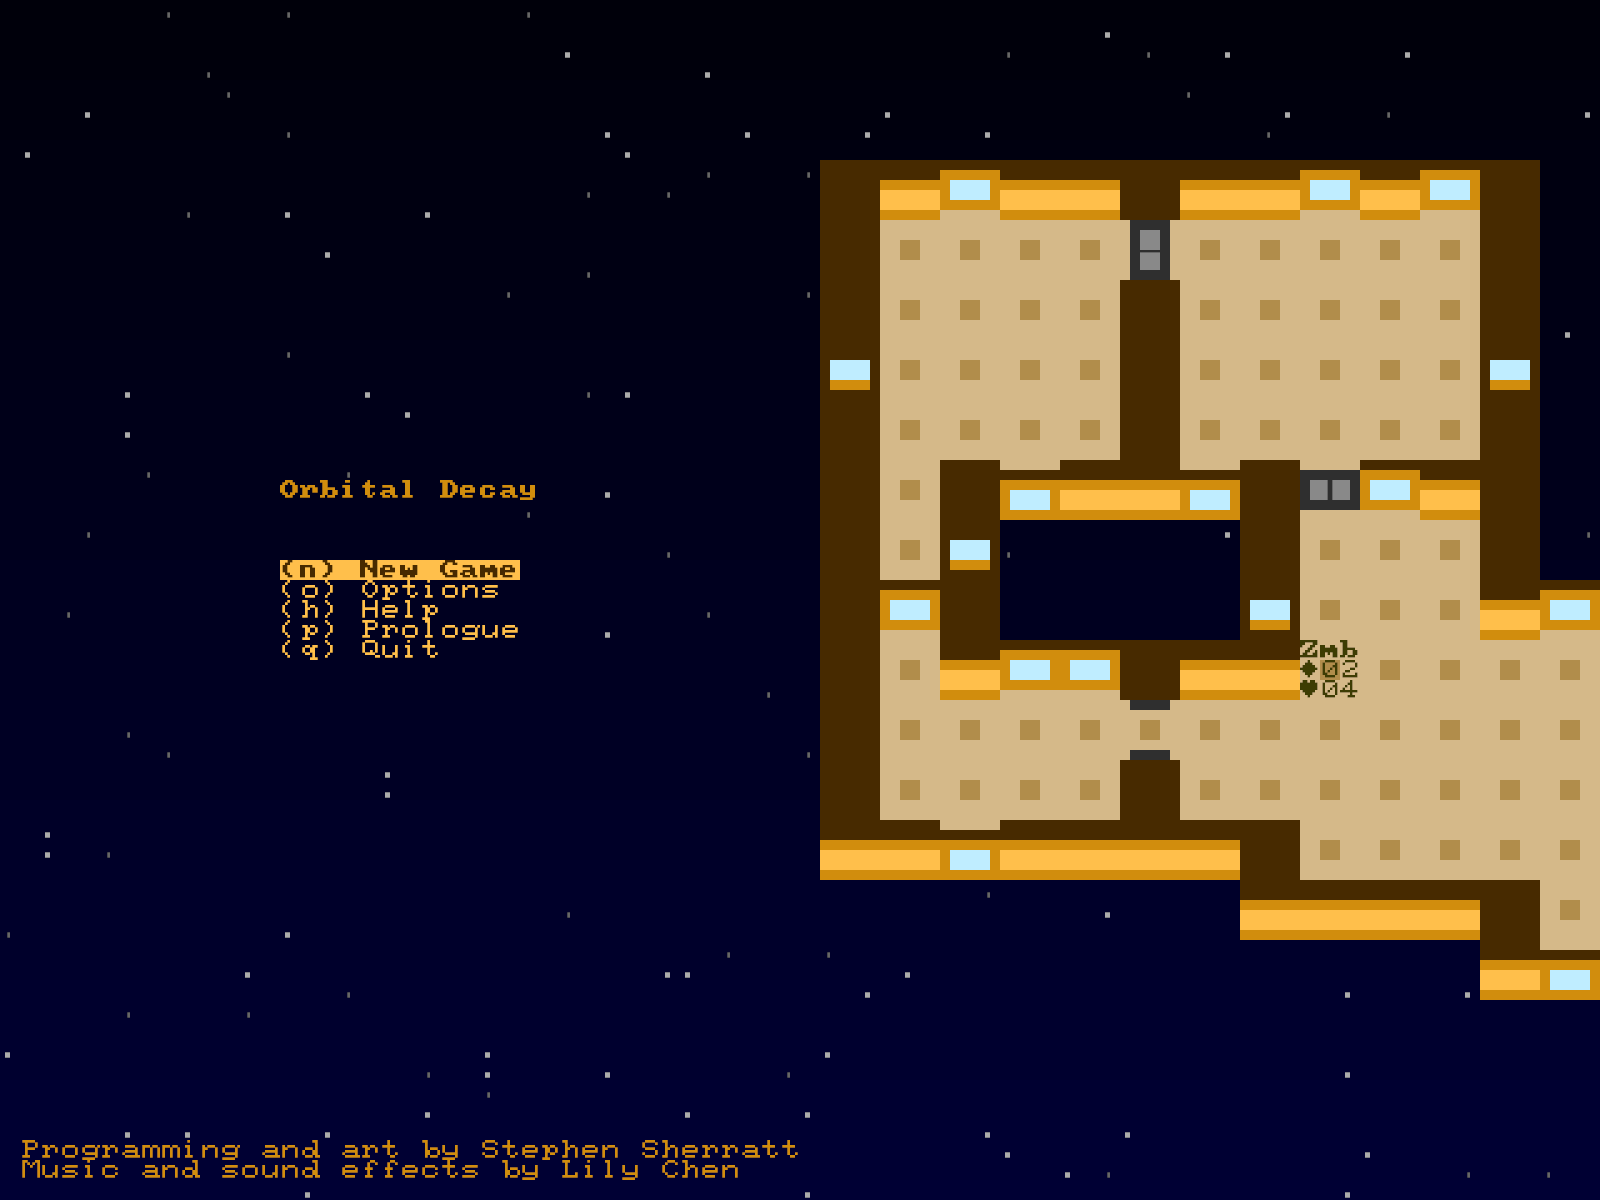 Orbital Decay
(n) New Game
(o) Options
(h) Help
(p) Prologue
(q) Quit
Zmb
♦02
♥04
Programming and art by Stephen Sherratt
Music and sound effects by Lily Chen